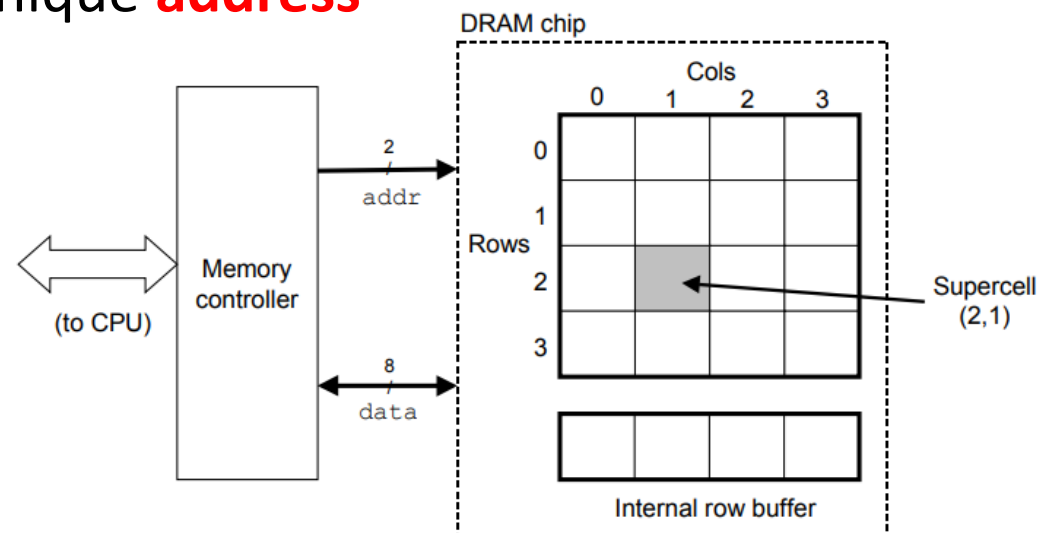 nique address
DRAM chip
Cols
0 1 2 3
0
2
addr
1
Rows
Memory
controller
2
Supercell
(2,1)
(to CPU)
3
8
data
Internal row buffer